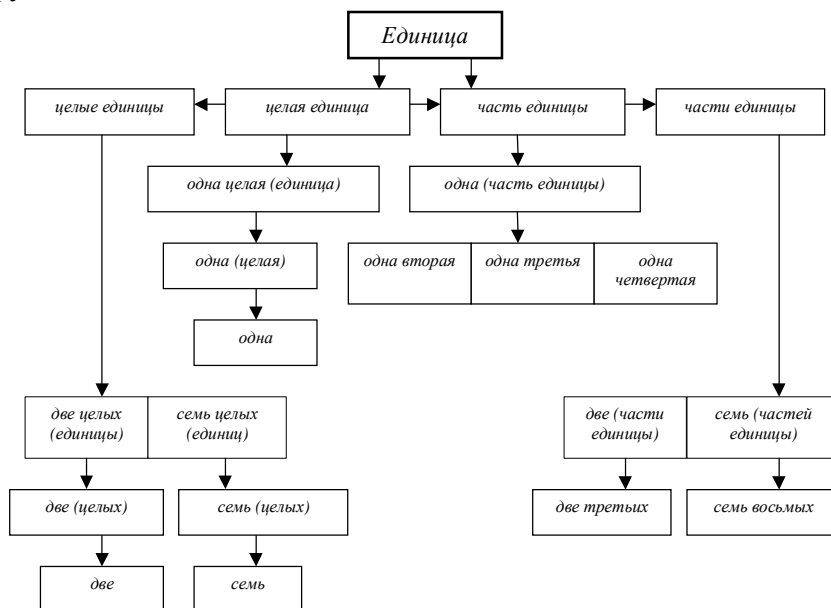 Единица
целые единицы
целая единица
часть единицы
части единицы
одна целая (единица)
одна (часть единицы)
одна (целая)
одна вторая
одна третья
одна
четвертая
одна
две целых
(единицы)
семь целых
(единиц)
две (части
единицы)
семь (частей
единицы)
две (целых)
семь (целых)
две третьих
семь восьмых
две
семь